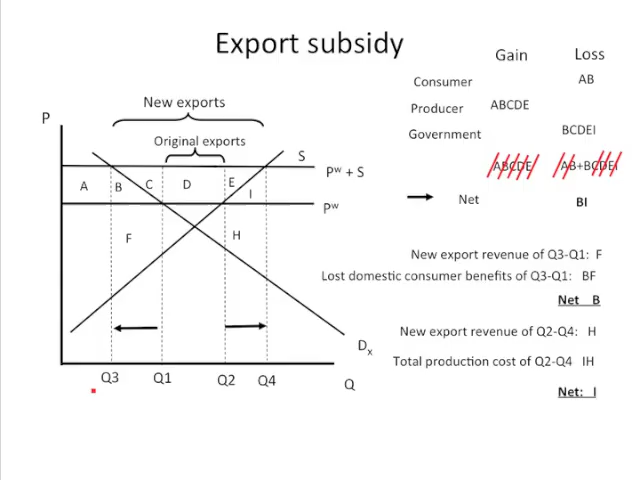 Export subsidy
Gain Loss
Consumer AB
Producer ABCDE
Government BCDEI
ABCDE AB+BCDEI
Net BI
New exports
P
Original exports
S
Pʷ + S
A B C D E I
Pʷ
F H
Dₓ
Q3 Q1 Q2 Q4 Q
New export revenue of Q3-Q1: F
Lost domestic consumer benefits of Q3-Q1: BF
Net B
New export revenue of Q2-Q4: H
Total production cost of Q2-Q4 IH
Net: I